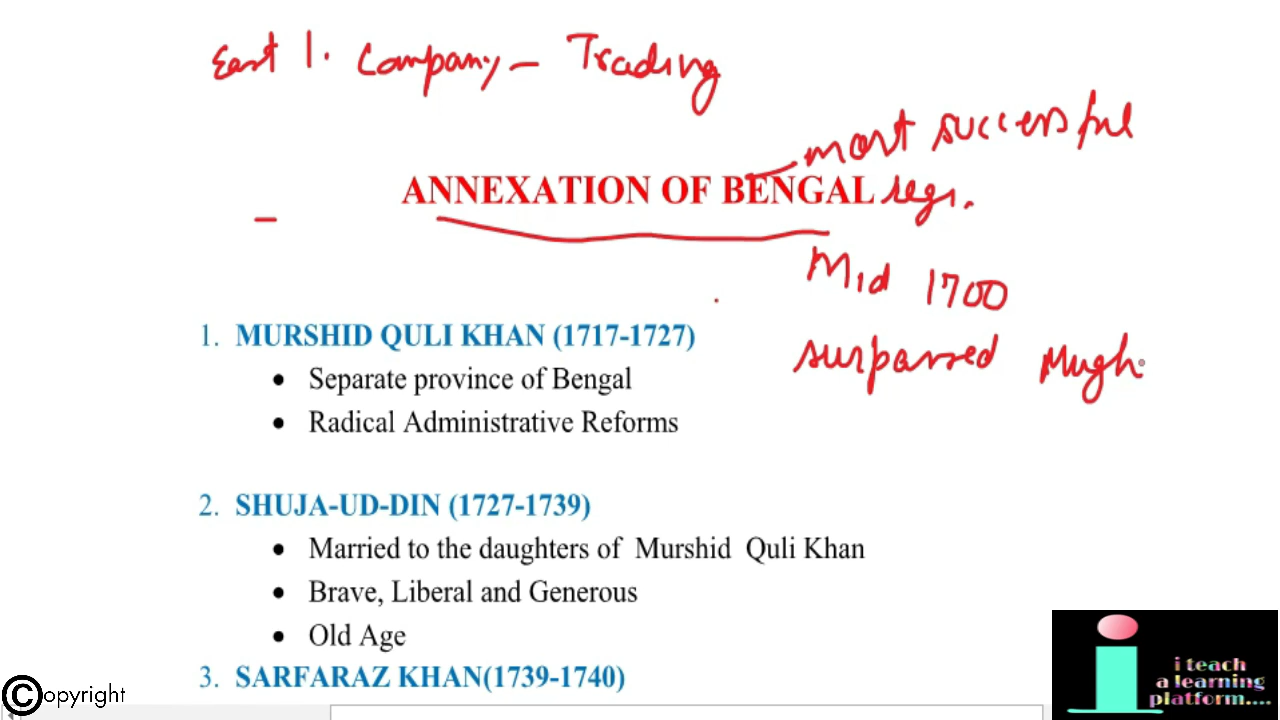 East I. Company - Trading
most successful
ANNEXATION OF BENGAL
regi.
Mid 1700
surpassed Mugh
1. MURSHID QULI KHAN (1717-1727)
• Separate province of Bengal
• Radical Administrative Reforms
2. SHUJA-UD-DIN (1727-1739)
• Married to the daughters of Murshid Quli Khan
• Brave, Liberal and Generous
• Old Age
3. SARFARAZ KHAN(1739-1740)
©opyright
i teach
a learning
platform....